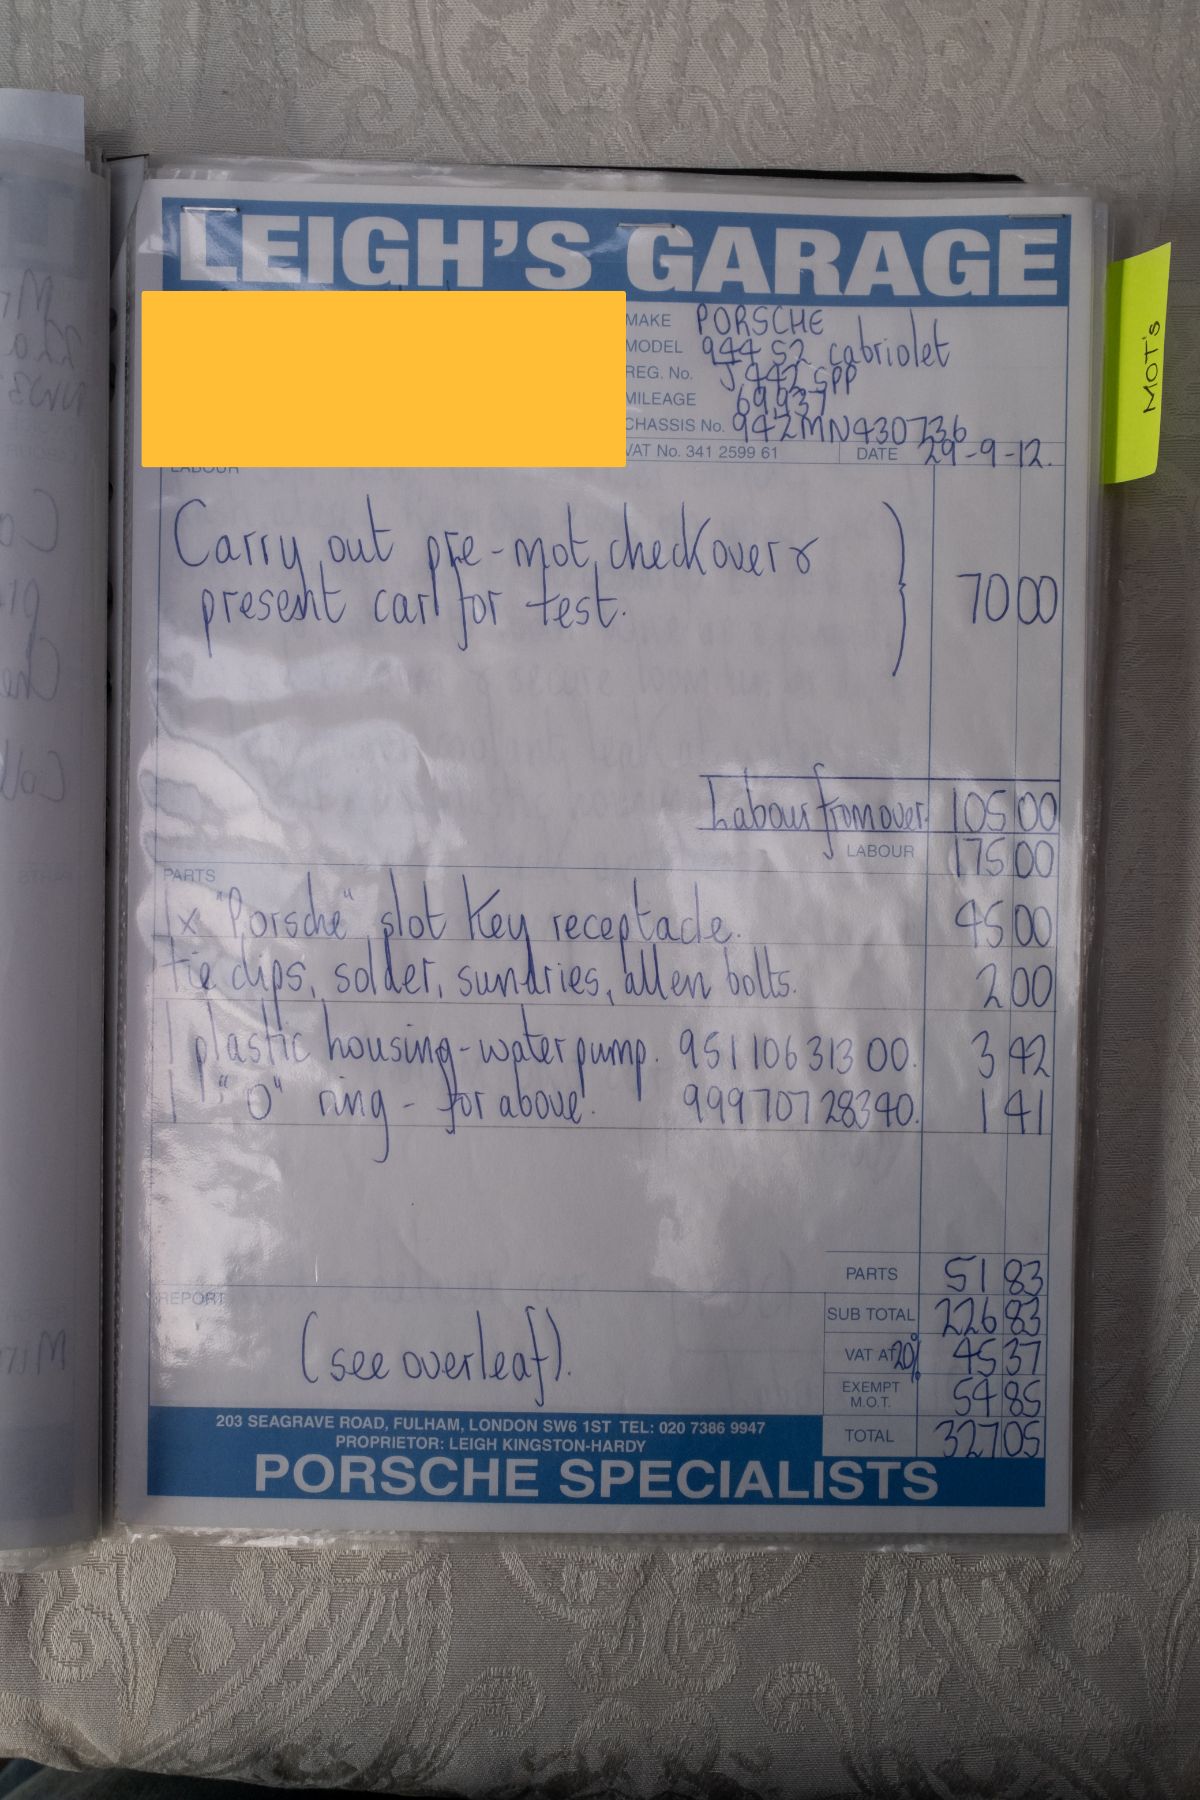 LEIGH'S GARAGE
MAKE PORSCHE
MODEL 944 S2 cabriolet
REG. No. J 442 SPP
MILEAGE 69,937
CHASSIS No. 942MN430736
VAT No. 341 2599 61 DATE 29-9-12.
MOT's
LABOUR
Carry out pre-mot checkover &
present car for test. 70 00
Labour from over 105 00
LABOUR 175 00
PARTS
1x "Porsche" slot key receptacle. 45 00
tie clips, solder, sundries, allen bolts. 2 00
1 plastic housing - water pump. 951 106 313 00. 3 42
1 "O" ring - for above. 999 707 283 40. 1 41
PARTS 51 83
REPORT
SUB TOTAL 226 83
(see overleaf).
VAT AT 20% 45 37
EXEMPT
M.O.T. 54 85
TOTAL 327 05
203 SEAGRAVE ROAD, FULHAM, LONDON SW6 1ST TEL: 020 7386 9947
PROPRIETOR: LEIGH KINGSTON-HARDY
PORSCHE SPECIALISTS